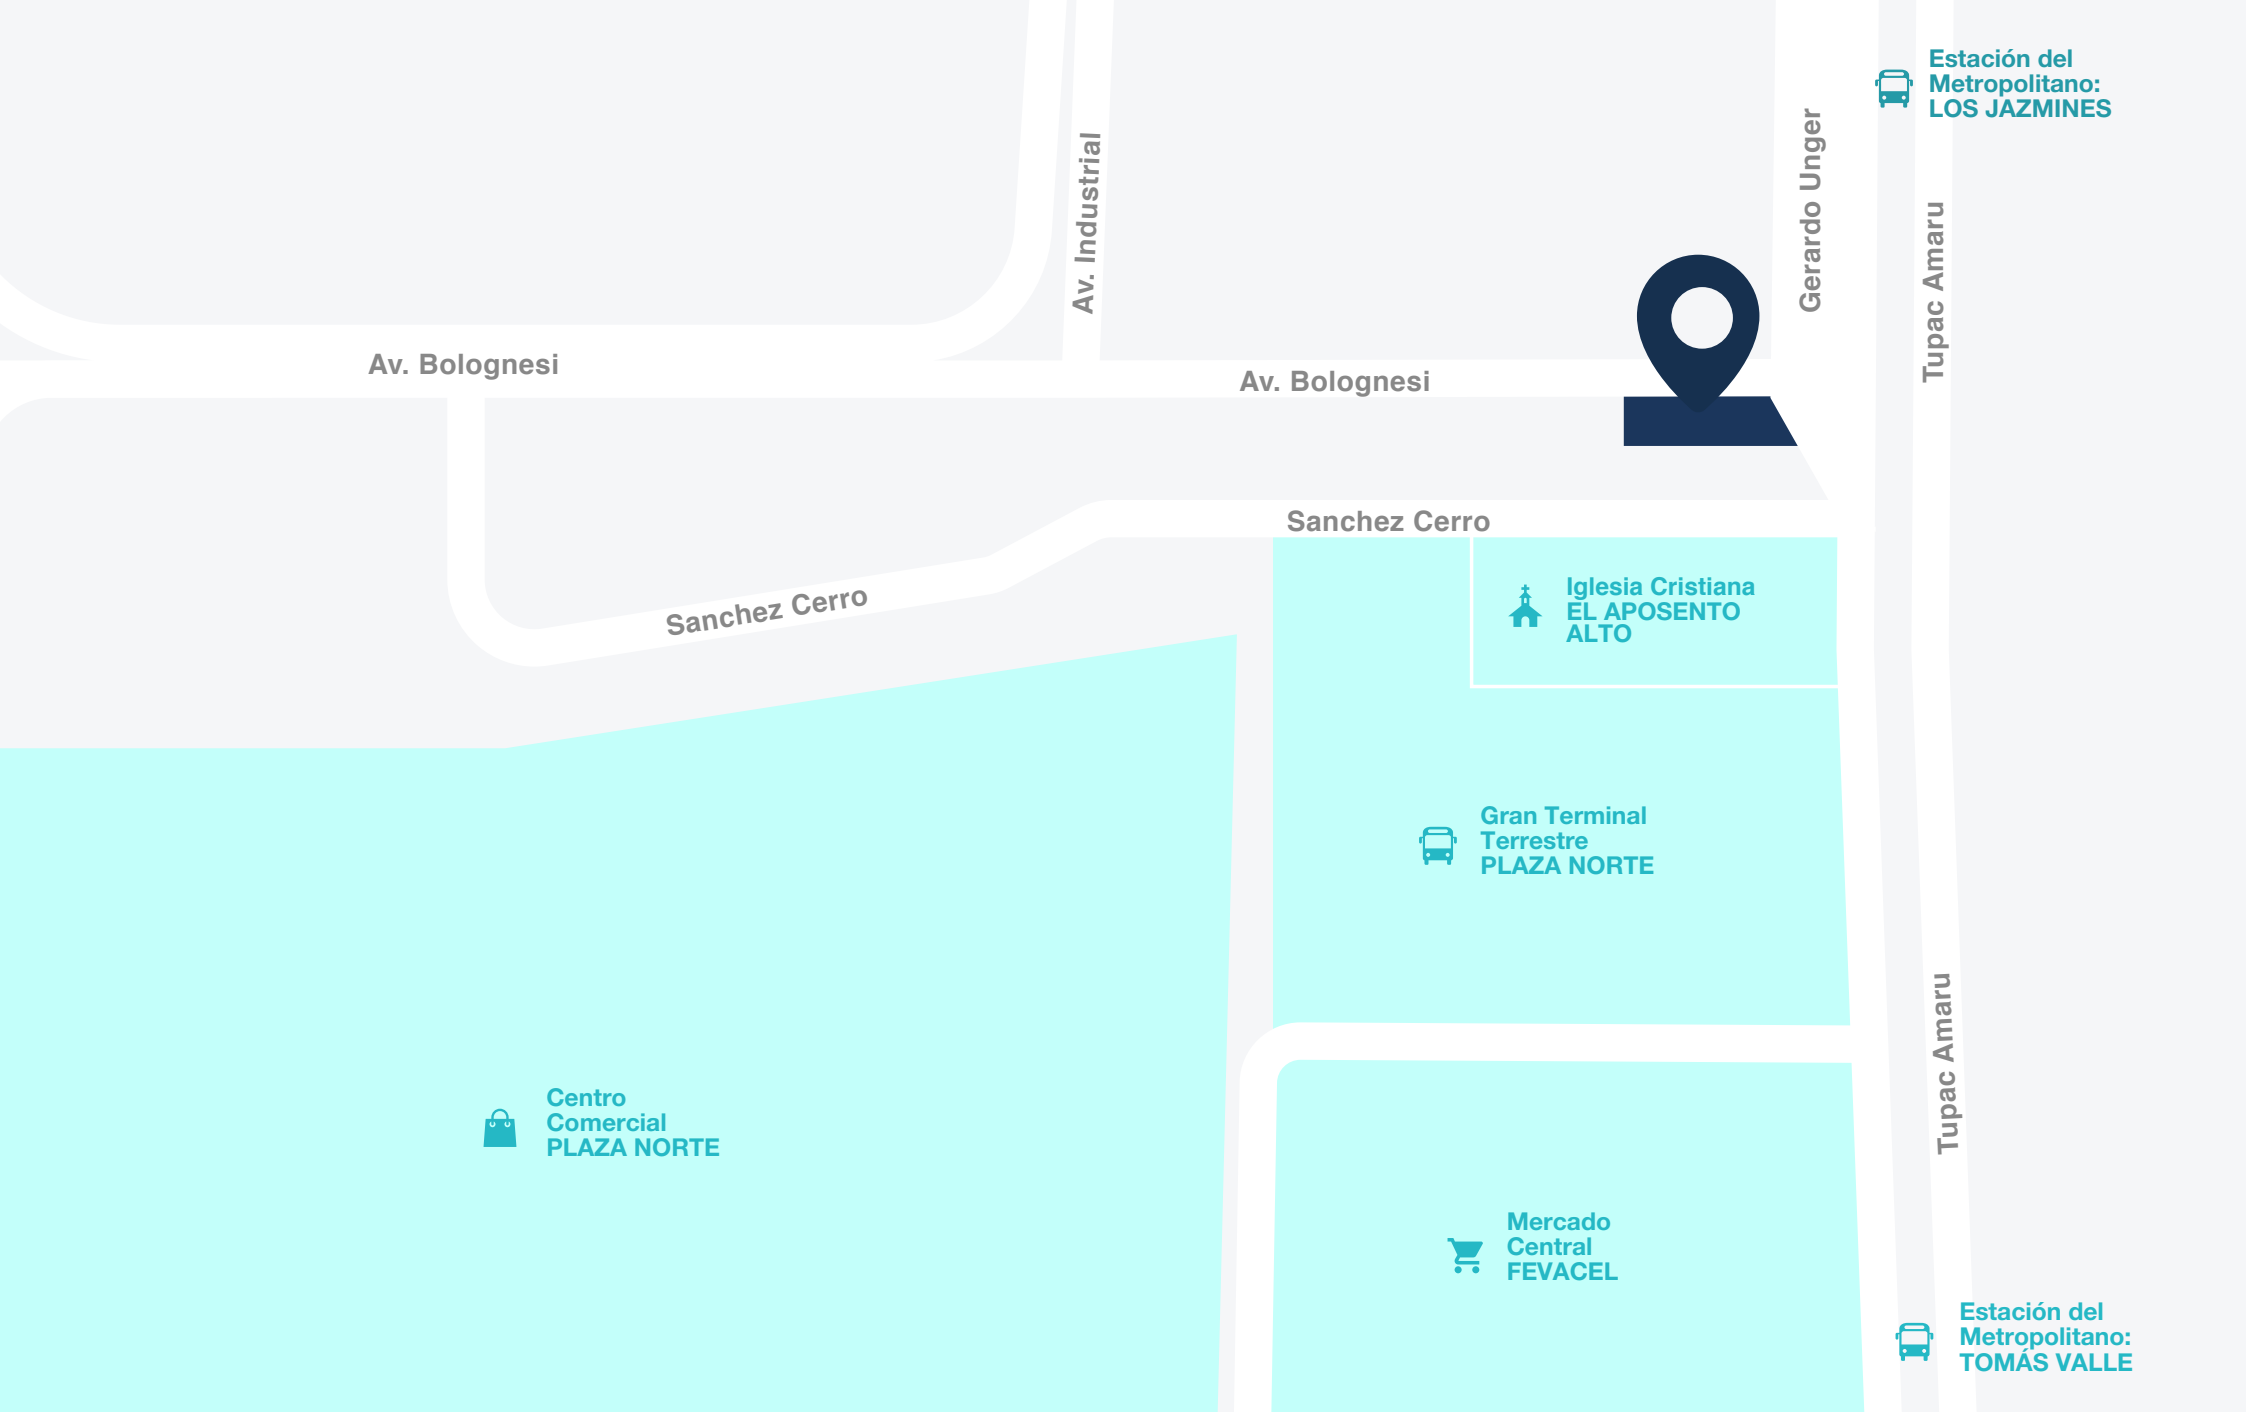 Estación del
Metropolitano:
LOS JAZMINES
Gerardo Unger
Av. Industrial
Tupac Amaru
Av. Bolognesi
Av. Bolognesi
Sanchez Cerro
Sanchez Cerro
Iglesia Cristiana
EL APOSENTO
ALTO
Gran Terminal
Terrestre
PLAZA NORTE
Tupac Amaru
Centro
Comercial
PLAZA NORTE
Mercado
Central
FEVACEL
Estación del
Metropolitano:
TOMÁS VALLE